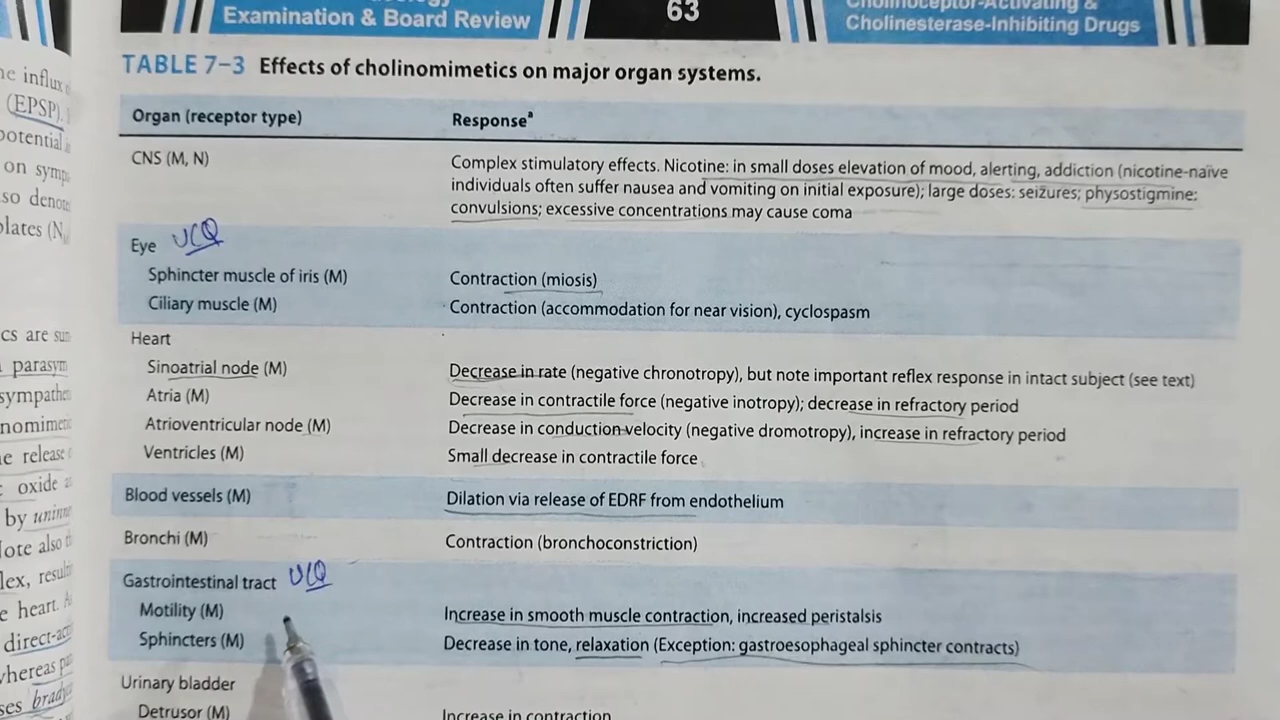 Examination & Board Review
63
Cholinoceptor-Activating &
Cholinesterase-Inhibiting Drugs
TABLE 7–3 Effects of cholinomimetics on major organ systems.
Organ (receptor type) Responseª
CNS (M, N) Complex stimulatory effects. Nicotine: in small doses elevation of mood, alerting, addiction (nicotine-naïve
individuals often suffer nausea and vomiting on initial exposure); large doses: seizures; physostigmine:
convulsions; excessive concentrations may cause coma
Eye
Sphincter muscle of iris (M) Contraction (miosis)
Ciliary muscle (M) Contraction (accommodation for near vision), cyclospasm
Heart
Sinoatrial node (M) Decrease in rate (negative chronotropy), but note important reflex response in intact subject (see text)
Atria (M) Decrease in contractile force (negative inotropy); decrease in refractory period
Atrioventricular node (M) Decrease in conduction velocity (negative dromotropy), increase in refractory period
Ventricles (M) Small decrease in contractile force
Blood vessels (M) Dilation via release of EDRF from endothelium
Bronchi (M) Contraction (bronchoconstriction)
Gastrointestinal tract
Motility (M) Increase in smooth muscle contraction, increased peristalsis
Sphincters (M) Decrease in tone, relaxation (Exception: gastroesophageal sphincter contracts)
Urinary bladder
Detrusor (M) Increase in contraction